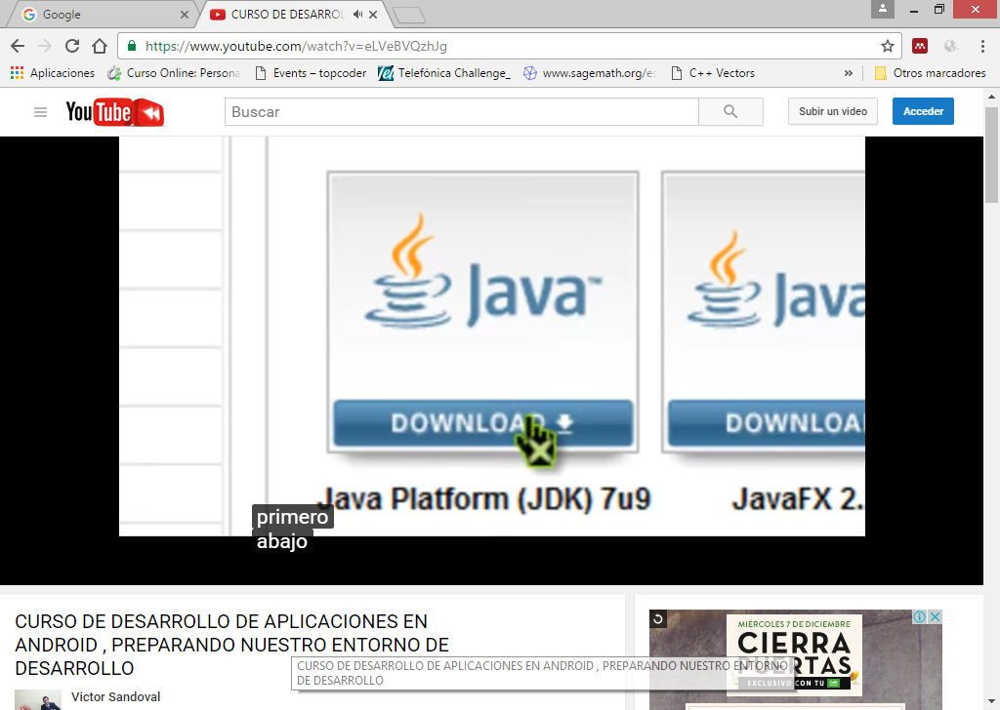 Google
CURSO DE DESARROL
https://www.youtube.com/watch?v=eLVeBVQzhJg
Aplicaciones
Curso Online: Persona
Events – topcoder
Telefónica Challenge_
www.sagemath.org/es
C++ Vectors
»
Otros marcadores
YouTube
Buscar
Subir un video
Acceder
Java™
Java
DOWNLOAD
DOWNLOA
Java Platform (JDK) 7u9
JavaFX 2.
primero
abajo
CURSO DE DESARROLLO DE APLICACIONES EN
ANDROID , PREPARANDO NUESTRO ENTORNO DE
DESARROLLO
CURSO DE DESARROLLO DE APLICACIONES EN ANDROID , PREPARANDO NUESTRO ENTORNO
DE DESARROLLO
Victor Sandoval
MIÉRCOLES 7 DE DICIEMBRE
CIERRA
PUERTAS
EXCLUSIVO CON TU